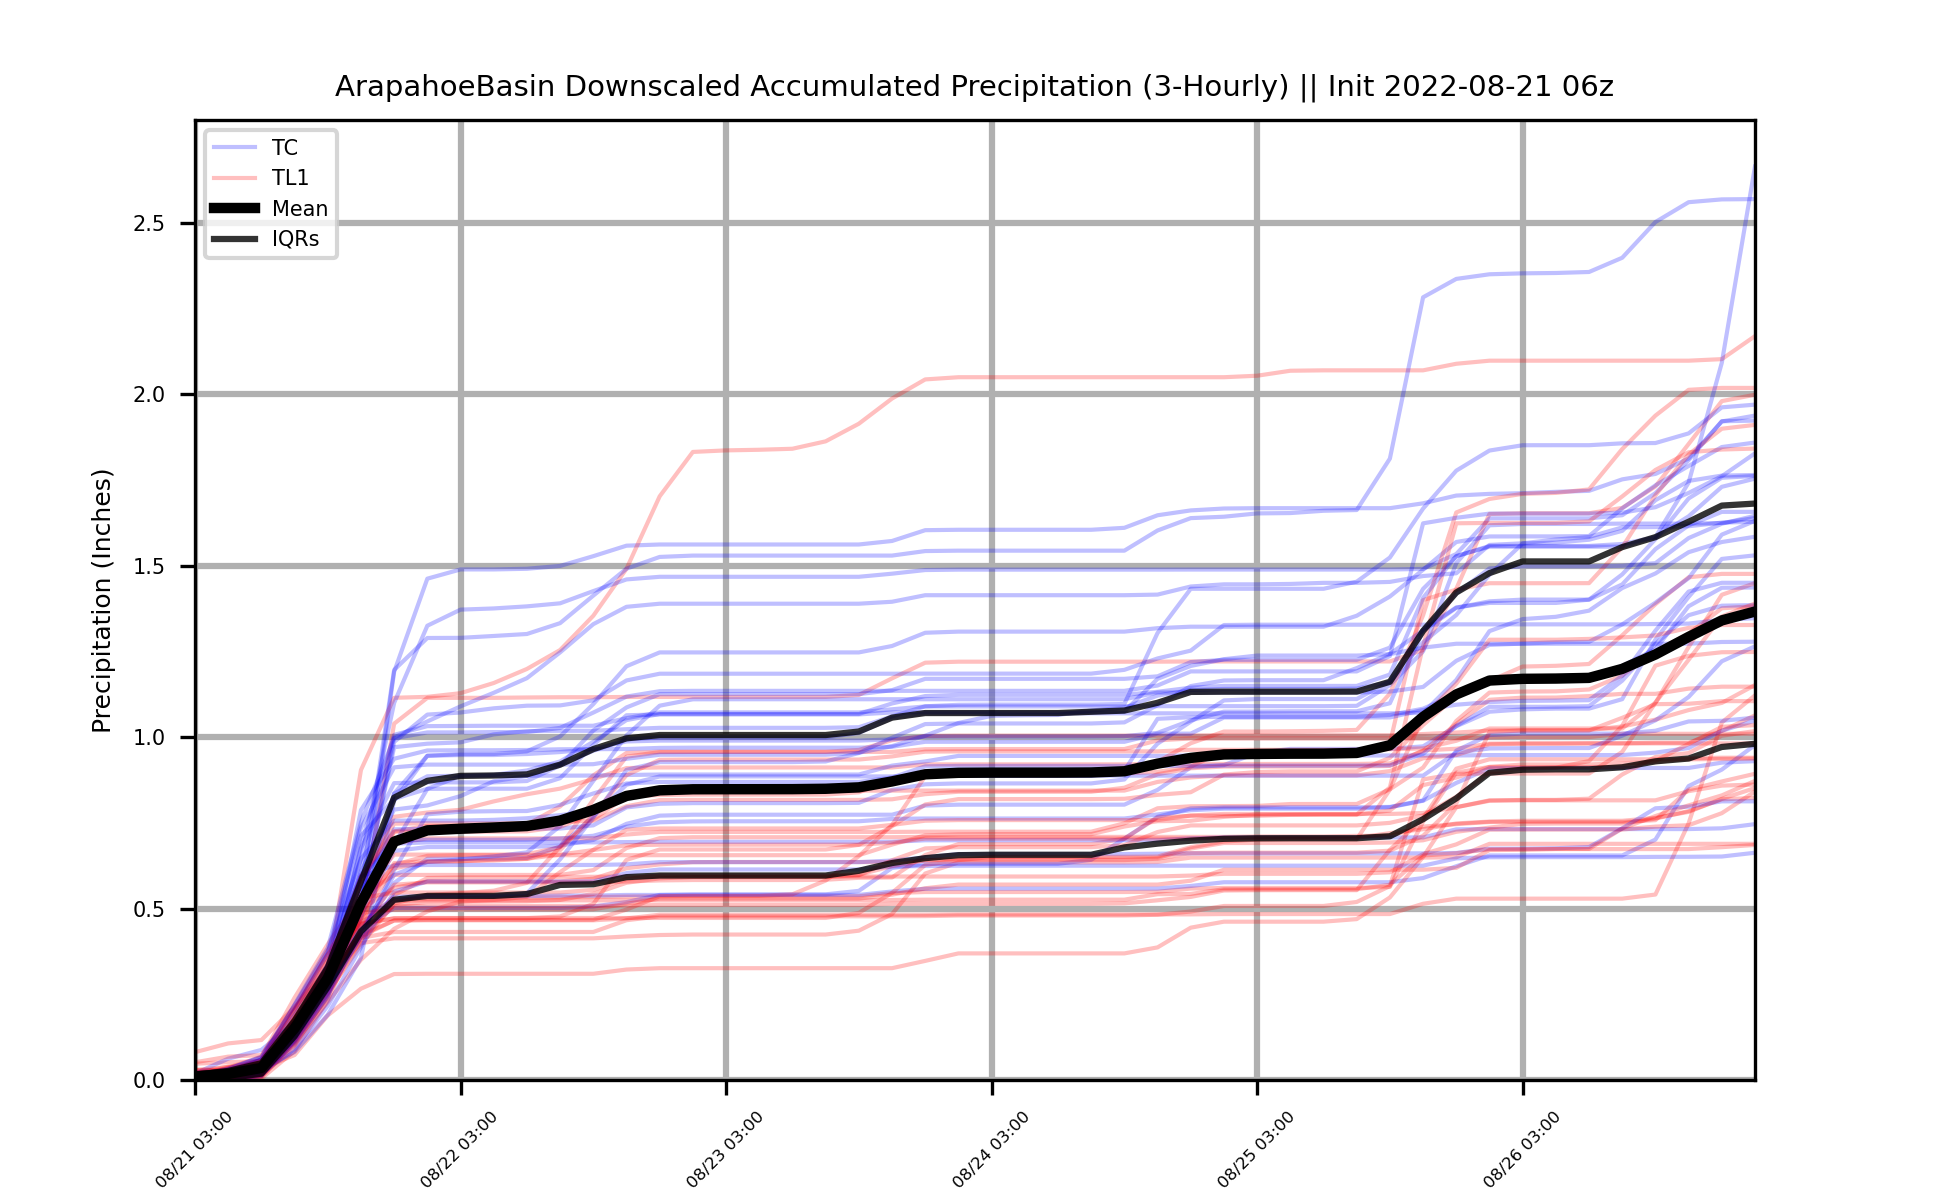 ArapahoeBasin Downscaled Accumulated Precipitation (3-Hourly) || Init 2022-08-21 06z
TC
TL1
Mean
IQRs
Precipitation (Inches)
2.5
2.0
1.5
1.0
0.5
0.0
08/21 03:00
08/22 03:00
08/23 03:00
08/24 03:00
08/25 03:00
08/26 03:00